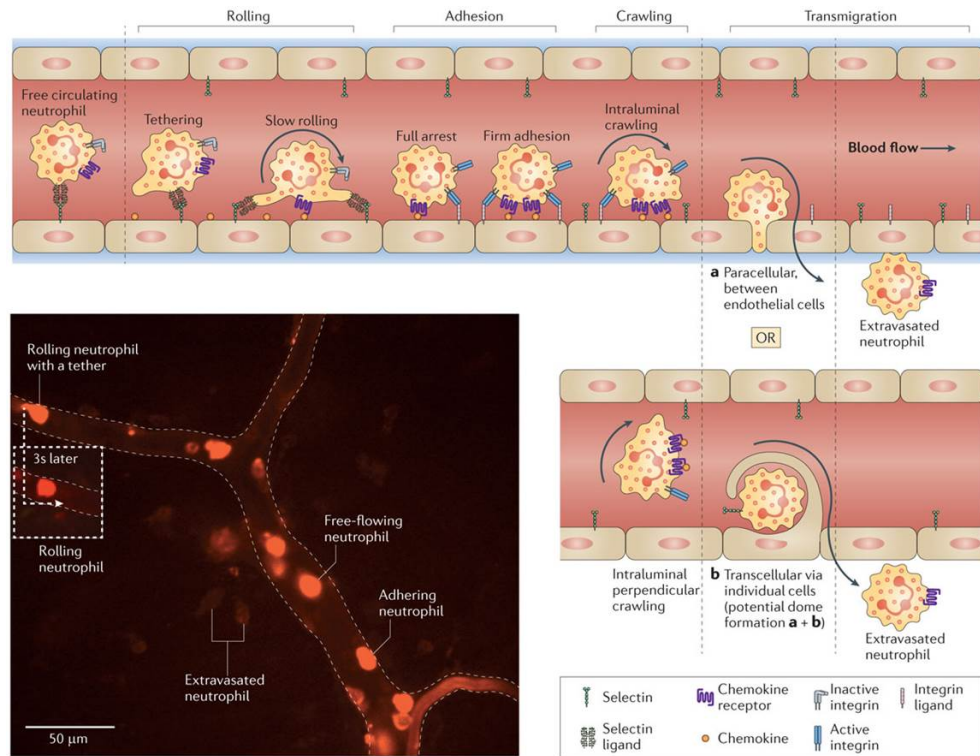 Rolling
Adhesion
Crawling
Transmigration
Free circulating
neutrophil
Tethering
Slow rolling
Full arrest
Firm adhesion
Intraluminal
crawling
Blood flow
a Paracellular,
between
endothelial cells
OR
Extravasated
neutrophil
Rolling neutrophil
with a tether
3s later
Rolling
neutrophil
Free-flowing
neutrophil
Adhering
neutrophil
Extravasated
neutrophil
50 μm
Intraluminal
perpendicular
crawling
b Transcellular via
individual cells
(potential dome
formation a + b)
Extravasated
neutrophil
Selectin
Selectin
ligand
Chemokine
receptor
Chemokine
Inactive
integrin
Active
integrin
Integrin
ligand